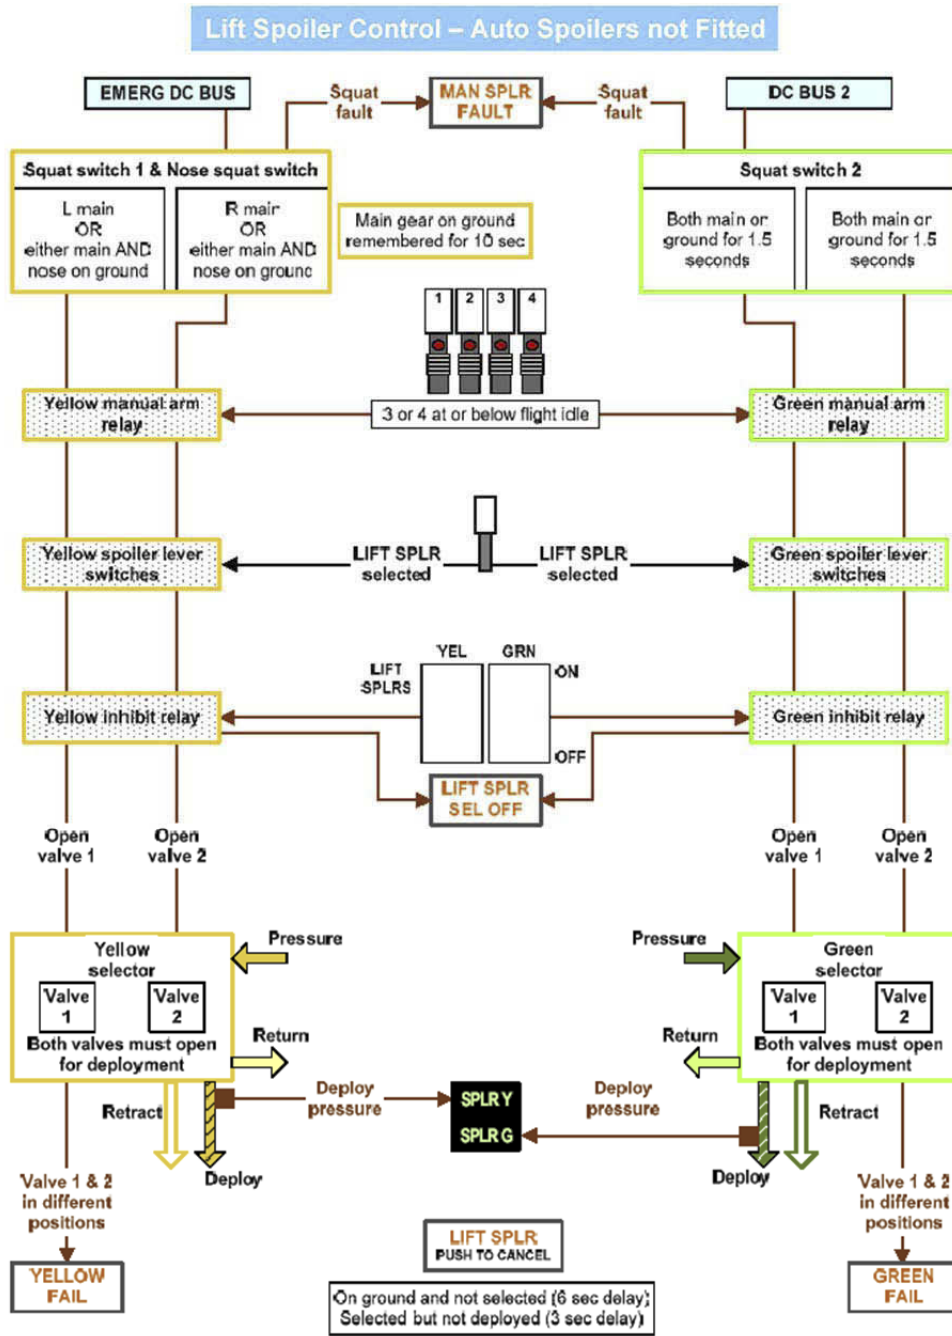 Lift Spoiler Control – Auto Spoilers not Fitted
EMERG DC BUS
Squat
fault
MAN SPLR
FAULT
Squat
fault
DC BUS 2
Squat switch 1 & Nose squat switch
L main
OR
either main AND
nose on ground
R main
OR
either main AND
nose on ground
Main gear on ground
remembered for 10 sec
Squat switch 2
Both main on
ground for 1.5
seconds
Both main on
ground for 1.5
seconds
1
2
3
4
Yellow manual arm
relay
3 or 4 at or below flight idle
Green manual arm
relay
Yellow spoiler lever
switches
LIFT SPLR
selected
LIFT SPLR
selected
Green spoiler lever
switches
YEL
GRN
LIFT
SPLRS
ON
OFF
Yellow inhibit relay
Green inhibit relay
LIFT SPLR
SEL OFF
Open
valve 1
Open
valve 2
Open
valve 1
Open
valve 2
Yellow
selector
Valve
1
Valve
2
Both valves must open
for deployment
Pressure
Return
Pressure
Return
Green
selector
Valve
1
Valve
2
Both valves must open
for deployment
Retract
Deploy
Deploy
pressure
SPLR Y
SPLR G
Deploy
pressure
Deploy
Retract
Valve 1 & 2
in different
positions
YELLOW
FAIL
Valve 1 & 2
in different
positions
GREEN
FAIL
LIFT SPLR
PUSH TO CANCEL
On ground and not selected (6 sec delay)
Selected but not deployed (3 sec delay)